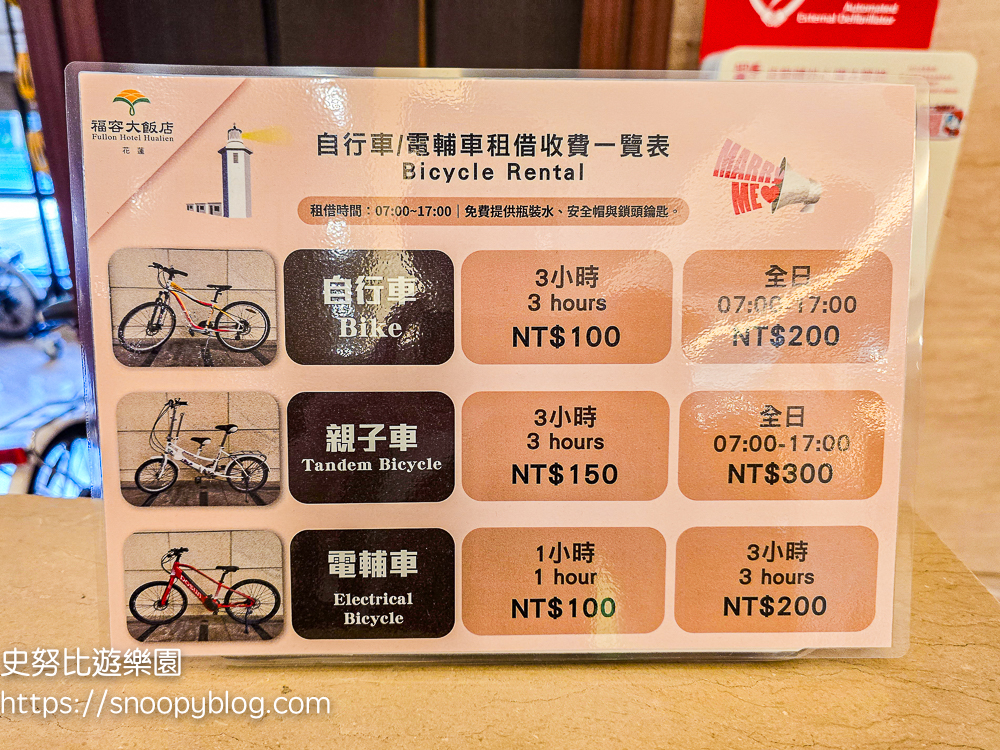 Automated
External Defibrillator
福容大飯店
Fullon Hotel Hualien
花蓮
自行車/電輔車租借收費一覽表
Bicycle Rental
MARRY
ME
租借時間：07:00~17:00｜免費提供瓶裝水、安全帽與鎖頭鑰匙。
自行車
Bike
3小時
3 hours
NT$100
全日
07:00-17:00
NT$200
親子車
Tandem Bicycle
3小時
3 hours
NT$150
全日
07:00-17:00
NT$300
電輔車
Electrical
Bicycle
1小時
1 hour
NT$100
3小時
3 hours
NT$200
史努比遊樂園
https://snoopyblog.com